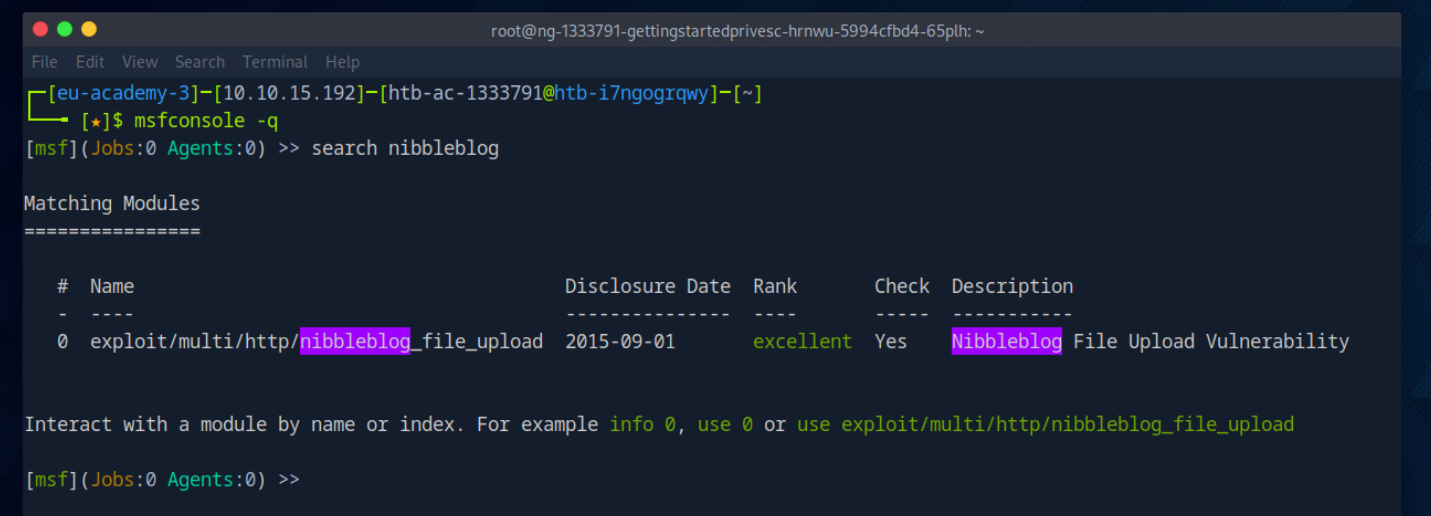 root@ng-1333791-gettingstartedprivesc-hrnwu-5994cfbd4-65plh: ~
File Edit View Search Terminal Help
┌─[eu-academy-3]─[10.10.15.192]─[htb-ac-1333791@htb-i7ngogrqwy]─[~]
└──╼ [★]$ msfconsole -q
[msf](Jobs:0 Agents:0) >> search nibbleblog
Matching Modules
================
# Name Disclosure Date Rank Check Description
- ---- --------------- ---- ----- -----------
0 exploit/multi/http/nibbleblog_file_upload 2015-09-01 excellent Yes Nibbleblog File Upload Vulnerability
Interact with a module by name or index. For example info 0, use 0 or use exploit/multi/http/nibbleblog_file_upload
[msf](Jobs:0 Agents:0) >>